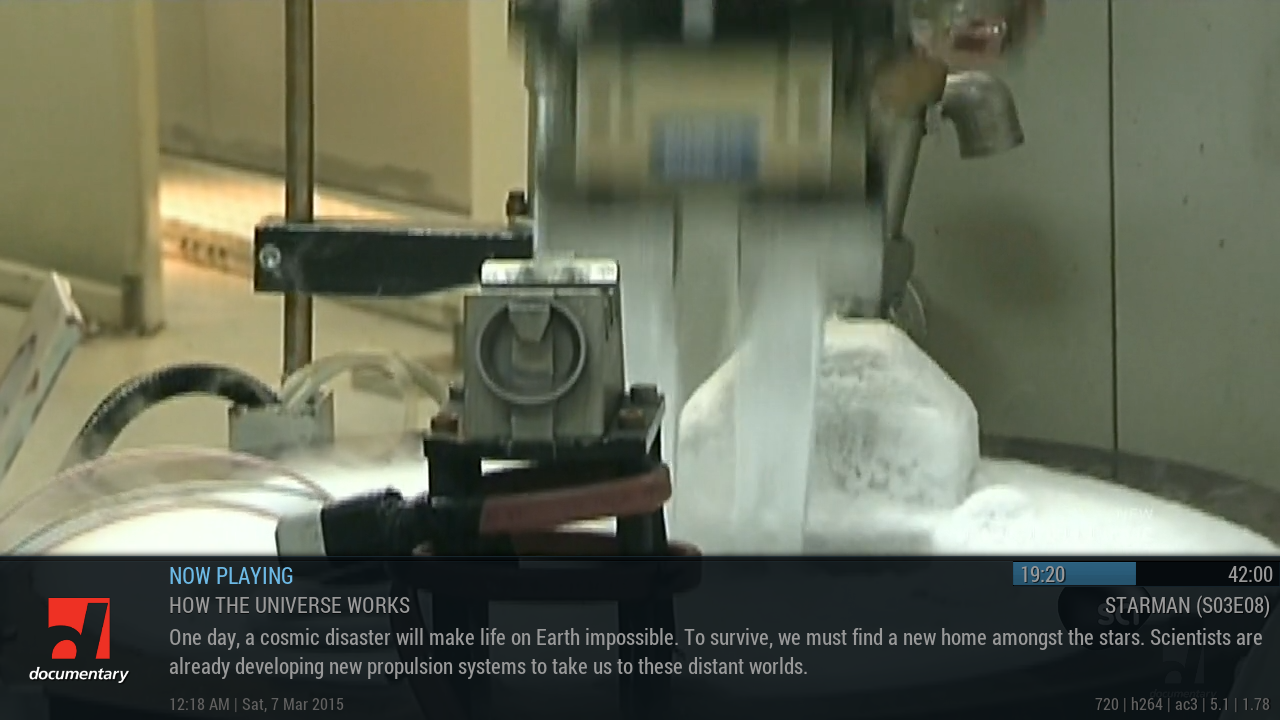 NOW PLAYING
19:20
42:00
HOW THE UNIVERSE WORKS
STARMAN (S03E08)
One day, a cosmic disaster will make life on Earth impossible. To survive, we must find a new home amongst the stars. Scientists are
already developing new propulsion systems to take us to these distant worlds.
documentary
12:18 AM | Sat, 7 Mar 2015
720 | h264 | ac3 | 5.1 | 1.78
sci
documentary